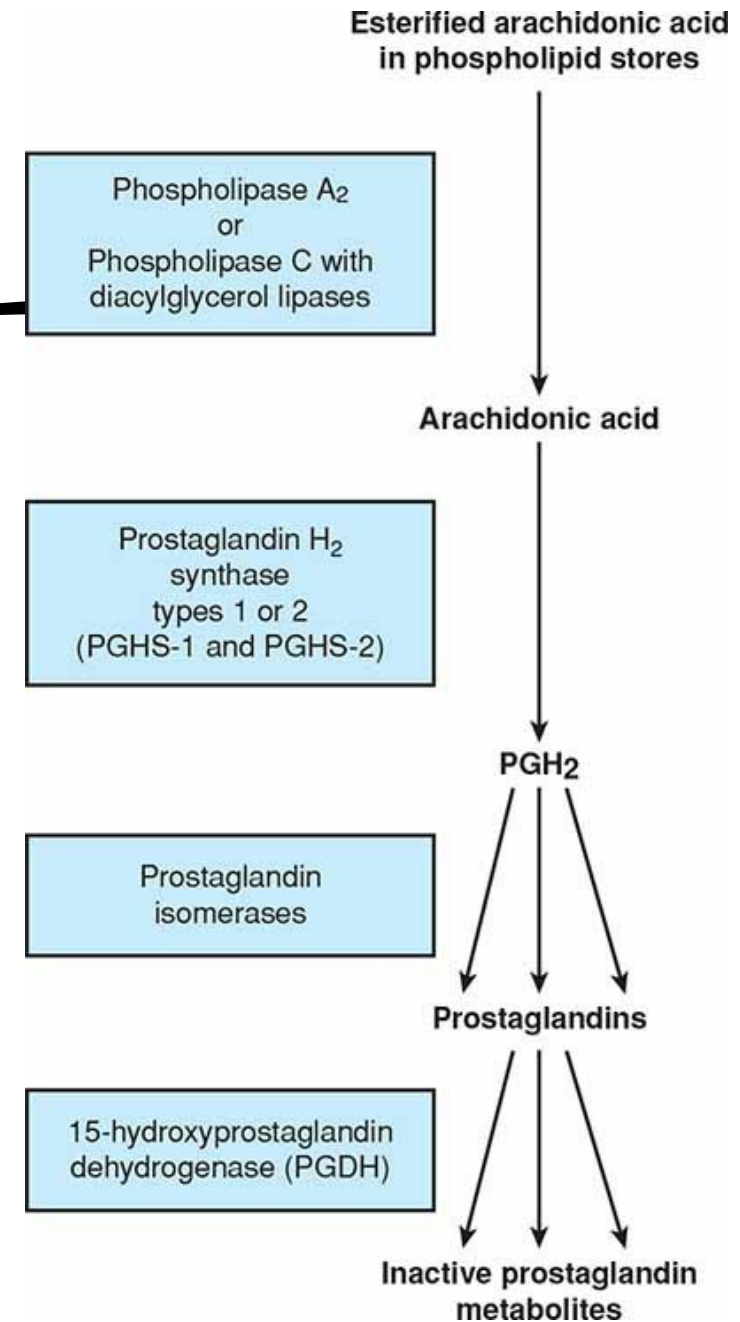 Esterified arachidonic acid
in phospholipid stores
Phospholipase A2
or
Phospholipase C with
diacylglycerol lipases
Arachidonic acid
Prostaglandin H2
synthase
types 1 or 2
(PGHS-1 and PGHS-2)
PGH2
Prostaglandin
isomerases
Prostaglandins
15-hydroxyprostaglandin
dehydrogenase (PGDH)
Inactive prostaglandin
metabolites